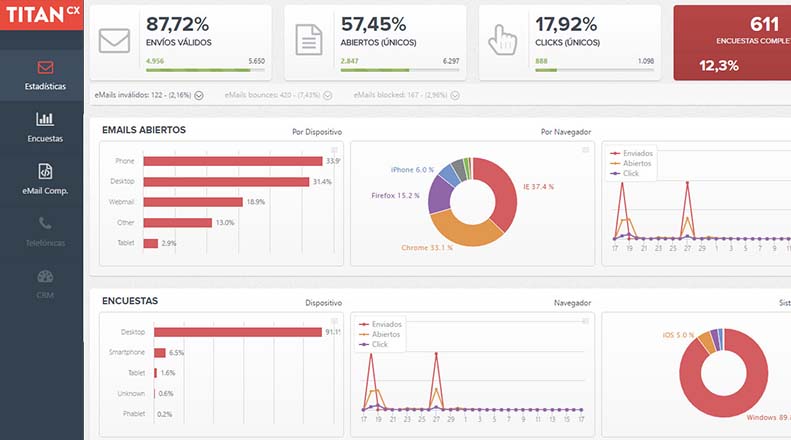 TITAN CX
Estadísticas
Encuestas
eMail Comp.
Telefónicas
CRM
87,72%
ENVÍOS VÁLIDOS
4.956 5.650
57,45%
ABIERTOS (ÚNICOS)
2.847 6.297
17,92%
CLICKS (ÚNICOS)
888 1.098
611
ENCUESTAS COMPLE
12,3%
eMails inválidos: 122 - (2,16%) eMails bounces: 420 - (7,43%) eMails blocked: 167 - (2,96%)
EMAILS ABIERTOS Por Dispositivo Por Navegador
Phone 33.9
Desktop 31.4%
Webmail 18.9%
Other 13.0%
Tablet 2.9%
iPhone 6.0 %
IE 37.4 %
Firefox 15.2 %
Chrome 33.1 %
Enviados
Abiertos
Click
17 19 21 23 25 27 29 1 3 5 7 9 11
ENCUESTAS Dispositivo Navegador Sist
Desktop 91.1%
Smartphone 6.5%
Tablet 1.6%
Unknown 0.6%
Phablet 0.2%
Enviados
Abiertos
Click
17 19 21 23 25 27 29 1 3 5 7 9 11 13 15 17
iOS 5.0 %
Windows 89.8